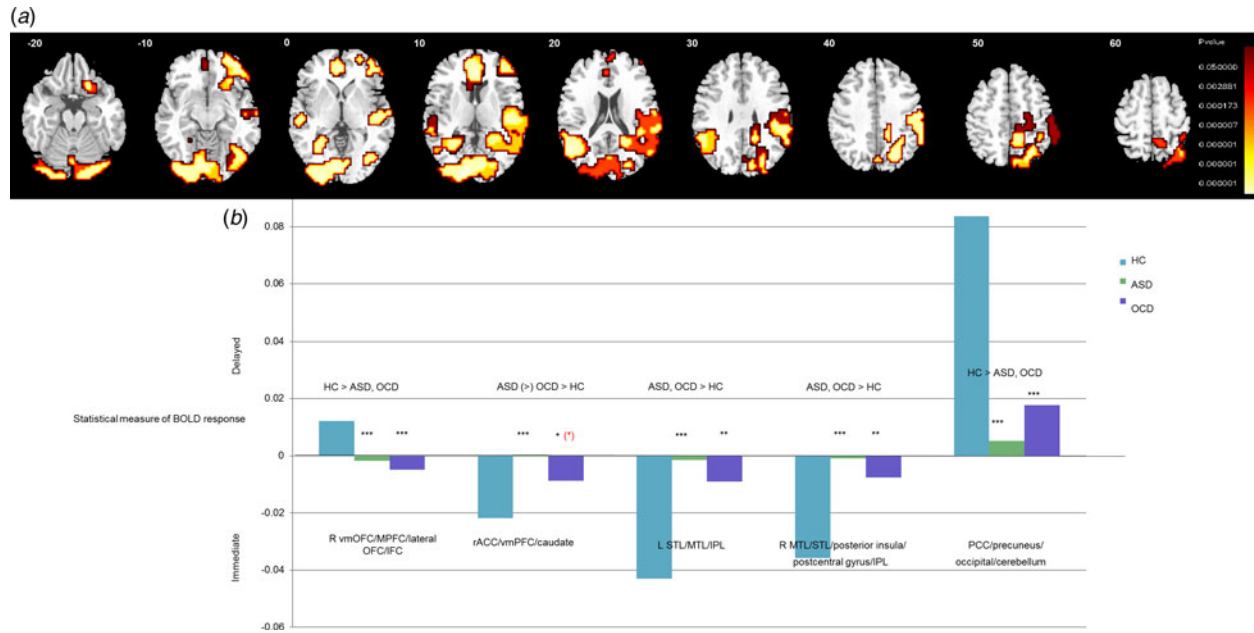 (a)
-20 -10 0 10 20 30 40 50 60
Pvalue
0.050000
0.002881
0.000173
0.000007
0.000001
0.000001
0.000001
(b)
0.08
0.06
0.04
0.02
0
-0.02
-0.04
-0.06
Delayed
Immediate
Statistical measure of BOLD response
HC
ASD
OCD
HC > ASD, OCD
*** ***
R vmOFC/MPFC/lateral
OFC/IFC
ASD (>) OCD > HC
*** * (*)
rACC/vmPFC/caudate
ASD, OCD > HC
*** **
L STL/MTL/IPL
ASD, OCD > HC
*** **
R MTL/STL/posterior insula/
postcentral gyrus/IPL
HC > ASD, OCD
*** ***
PCC/precuneus/
occipital/cerebellum